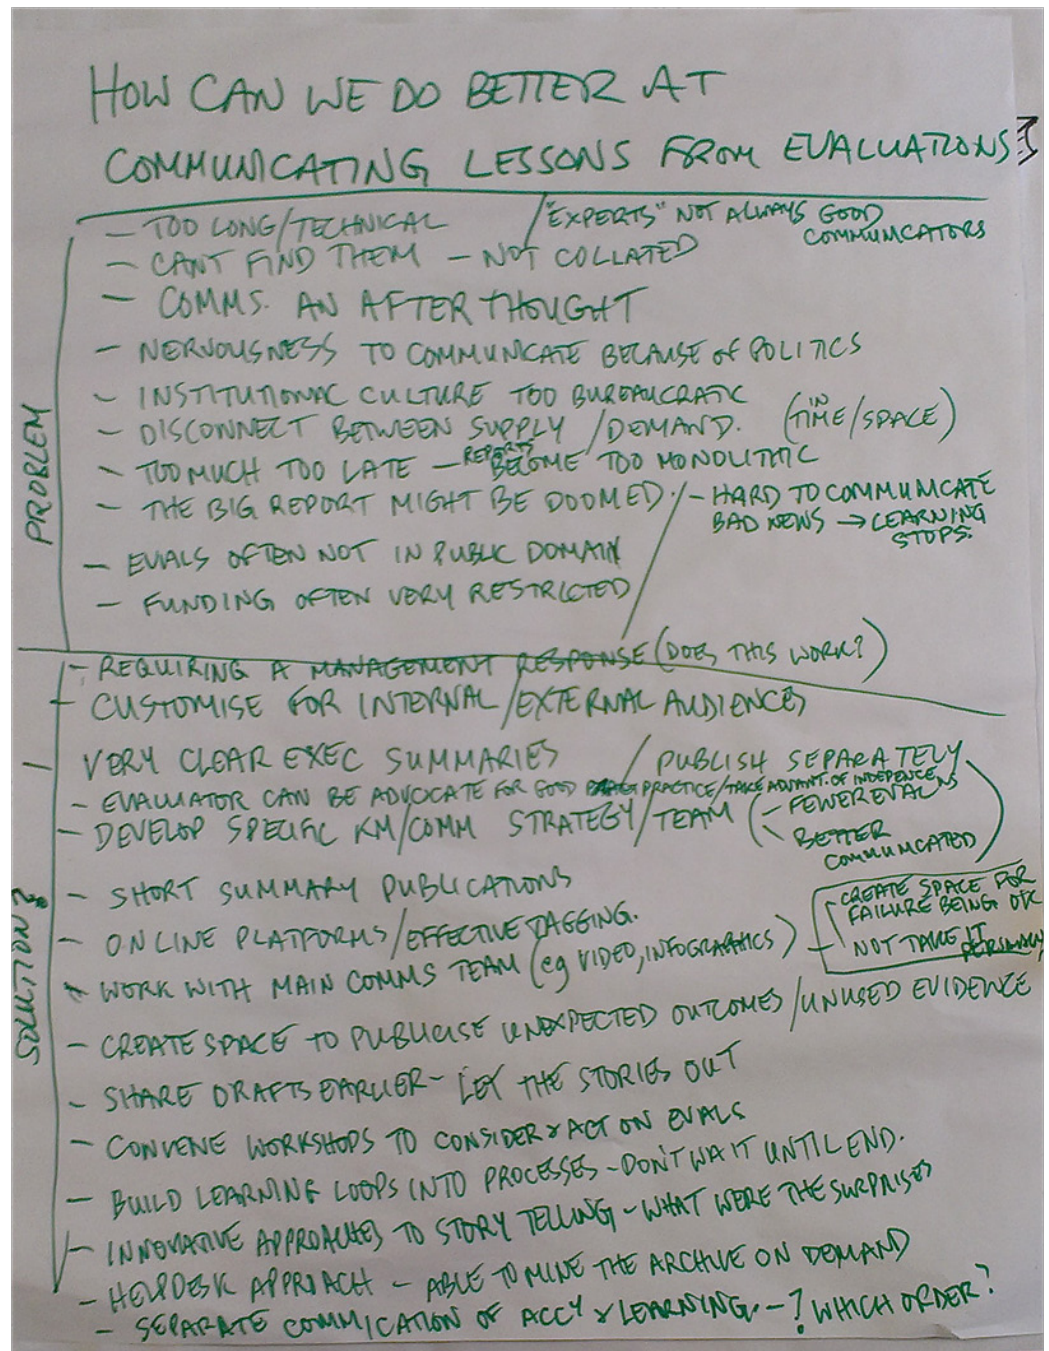 HOW CAN WE DO BETTER AT
COMMUNICATING LESSONS FROM EVALUATIONS
PROBLEM
- TOO LONG/TECHNICAL / "EXPERTS" NOT ALWAYS GOOD
COMMUMCATORS
- CANT FIND THEM - NOT COLLATED
- COMMS. AN AFTER THOUGHT
- NERVOUSNESS TO COMMUNICATE BECAUSE OF POLITICS
- INSTITUTIONAL CULTURE TOO BUREAUCRATIC
- DISCONNECT BETWEEN SUPPLY / DEMAND. (IN TIME/SPACE)
- TOO MUCH TOO LATE - REPORTS BECOME TOO MONOLITHIC
- THE BIG REPORT MIGHT BE DOOMED. / - HARD TO COMMUMCATE
BAD NEWS → LEARNING
STOPS.
- EVALS OFTEN NOT IN PUBLIC DOMAIN
- FUNDING OFTEN VERY RESTRICTED
SOLUTION?
- REQUIRING A MANAGEMENT RESPONSE (DOES THIS WORK?)
- CUSTOMISE FOR INTERNAL/EXTERNAL AUDIENCES
- VERY CLEAR EXEC SUMMARIES / PUBLISH SEPARATELY
- EVALUATOR CAN BE ADVOCATE FOR GOOD PRACTICE/TAKE ADVANT. OF INDEPENCE
- DEVELOP SPECIFIC KM/COMM STRATEGY/TEAM (- FEWER EVALNS
- BETTER
COMMUMCATED)
- SHORT SUMMARY PUBLICATIONS
- ONLINE PLATFORMS/EFFECTIVE TAGGING.
- WORK WITH MAIN COMMS TEAM (eg VIDEO, INFOGRAPHICS)
- CREATE SPACE FOR
FAILURE BEING OK
- NOT TAKE IT
PERSONALLY
- CREATE SPACE TO PUBLICISE UNEXPECTED OUTCOMES/UNUSED EVIDENCE
- SHARE DRAFTS EARLIER - LET THE STORIES OUT
- CONVENE WORKSHOPS TO CONSIDER & ACT ON EVALS
- BUILD LEARNING LOOPS INTO PROCESSES - DON'T WAIT UNTIL END.
- INNOVATIVE APPROACHES TO STORY TELLING - WHAT WERE THE SURPRISES
- HELPDESK APPROACH - ABLE TO MINE THE ARCHIVE ON DEMAND
- SEPARATE COMMICATION OF ACCY & LEARNING. - ? WHICH ORDER?